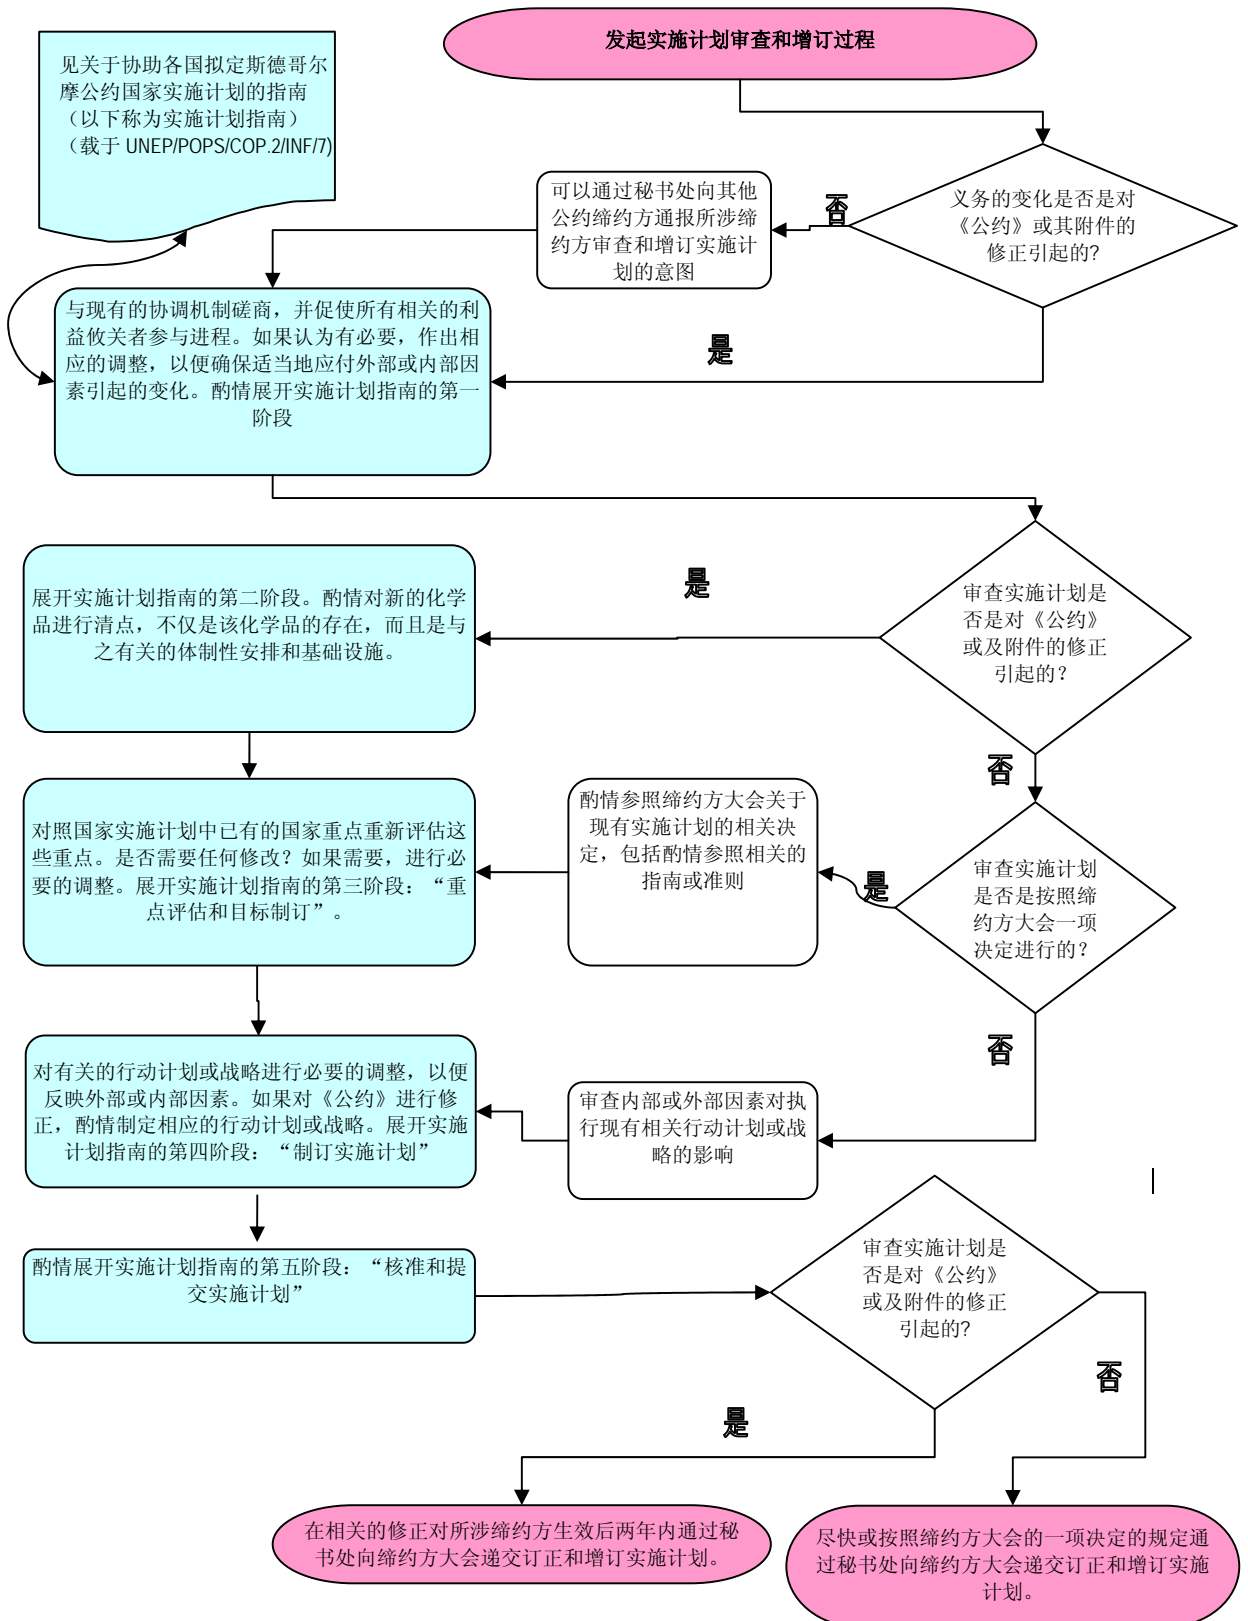 发起实施计划审查和增订过程
见关于协助各国拟定斯德哥尔
摩公约国家实施计划的指南
（以下称为实施计划指南）
（载于 UNEP/POPS/COP.2/INF/7)
义务的变化是否是对
《公约》或其附件的
修正引起的?
否
可以通过秘书处向其他
公约缔约方通报所涉缔
约方审查和增订实施计
划的意图
是
与现有的协调机制磋商，并促使所有相关的利
益攸关者参与进程。如果认为有必要，作出相
应的调整，以便确保适当地应付外部或内部因
素引起的变化。酌情展开实施计划指南的第一
阶段
审查实施计划是
否是对《公约》
或及附件的修正
引起的？
是
展开实施计划指南的第二阶段。酌情对新的化学
品进行清点，不仅是该化学品的存在，而且是与
之有关的体制性安排和基础设施。
否
审查实施计划
是否是按照缔
约方大会一项
决定进行的？
是
酌情参照缔约方大会关于
现有实施计划的相关决
定，包括酌情参照相关的
指南或准则
对照国家实施计划中已有的国家重点重新评估这
些重点。是否需要任何修改？如果需要，进行必
要的调整。展开实施计划指南的第三阶段：“重
点评估和目标制订”。
否
审查内部或外部因素对执
行现有相关行动计划或战
略的影响
对有关的行动计划或战略进行必要的调整，以便
反映外部或内部因素。如果对《公约》进行修
正，酌情制定相应的行动计划或战略。展开实施
计划指南的第四阶段：“制订实施计划”
酌情展开实施计划指南的第五阶段：“核准和提
交实施计划”
审查实施计划是
否是对《公约》
或及附件的修正
引起的?
是
否
在相关的修正对所涉缔约方生效后两年内通过秘
书处向缔约方大会递交订正和增订实施计划。
尽快或按照缔约方大会的一项决定的规定通
过秘书处向缔约方大会递交订正和增订实施
计划。